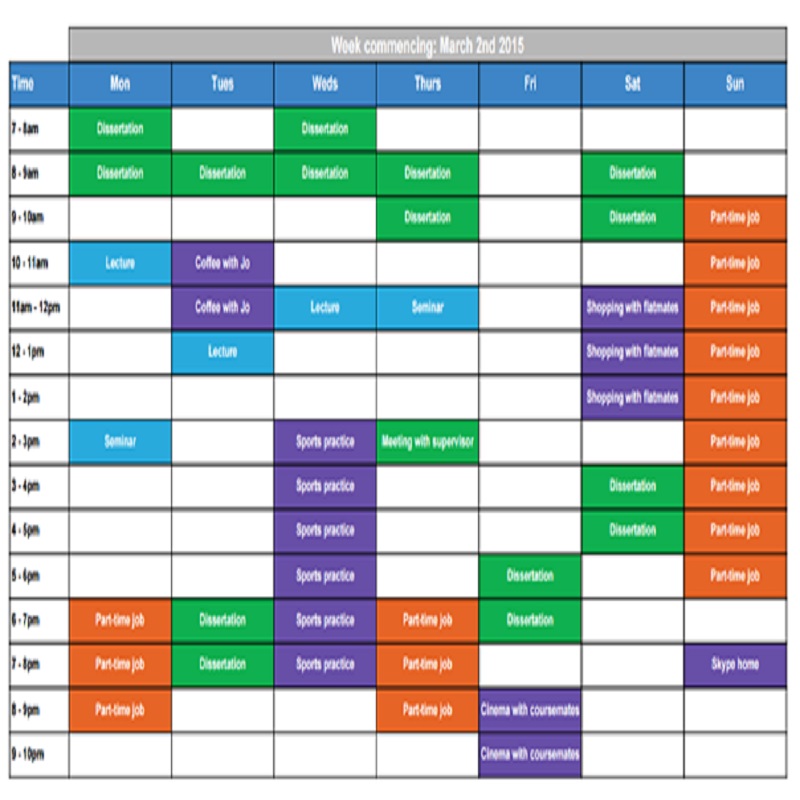 Week commencing: March 2nd 2015
Time Mon Tues Weds Thurs Fri Sat Sun
7 - 8am Dissertation Dissertation
8 - 9am Dissertation Dissertation Dissertation Dissertation Dissertation
9 - 10am Dissertation Dissertation Part-time job
10 - 11am Lecture Coffee with Jo Part-time job
11am - 12pm Coffee with Jo Lecture Seminar Shopping with flatmates Part-time job
12 - 1pm Lecture Shopping with flatmates Part-time job
1 - 2pm Shopping with flatmates Part-time job
2 - 3pm Seminar Sports practice Meeting with supervisor Part-time job
3 - 4pm Sports practice Dissertation Part-time job
4 - 5pm Sports practice Dissertation Part-time job
5 - 6pm Sports practice Dissertation Part-time job
6 - 7pm Part-time job Dissertation Sports practice Part-time job Dissertation
7 - 8pm Part-time job Dissertation Sports practice Part-time job Skype home
8 - 9pm Part-time job Part-time job Cinema with coursemates
9 - 10pm Cinema with coursemates